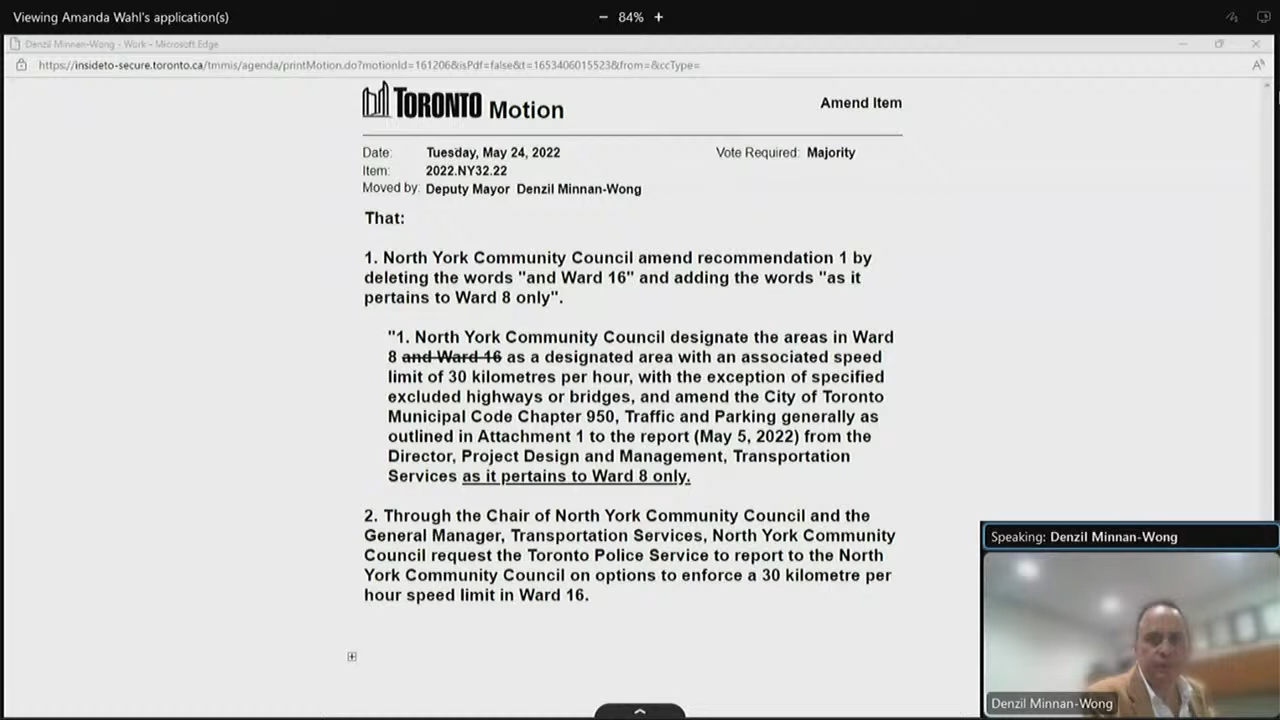 Viewing Amanda Wahl's application(s)
− 84% +
Denzil Minnen-Wong - Work - Microsoft Edge
https://insideto-secure.toronto.ca/tmmis/agenda/printMotion.do?motionId=161206&isPdf=false&t=1653406015523&from=&ccType=
TORONTO Motion
Amend Item
Date: Tuesday, May 24, 2022
Vote Required: Majority
Item: 2022.NY32.22
Moved by: Deputy Mayor Denzil Minnan-Wong
That:
1. North York Community Council amend recommendation 1 by
deleting the words "and Ward 16" and adding the words "as it
pertains to Ward 8 only".
"1. North York Community Council designate the areas in Ward
8 and Ward 16 as a designated area with an associated speed
limit of 30 kilometres per hour, with the exception of specified
excluded highways or bridges, and amend the City of Toronto
Municipal Code Chapter 950, Traffic and Parking generally as
outlined in Attachment 1 to the report (May 5, 2022) from the
Director, Project Design and Management, Transportation
Services as it pertains to Ward 8 only.
2. Through the Chair of North York Community Council and the
General Manager, Transportation Services, North York Community
Council request the Toronto Police Service to report to the North
York Community Council on options to enforce a 30 kilometre per
hour speed limit in Ward 16.
Speaking: Denzil Minnan-Wong
Denzil Minnan-Wong